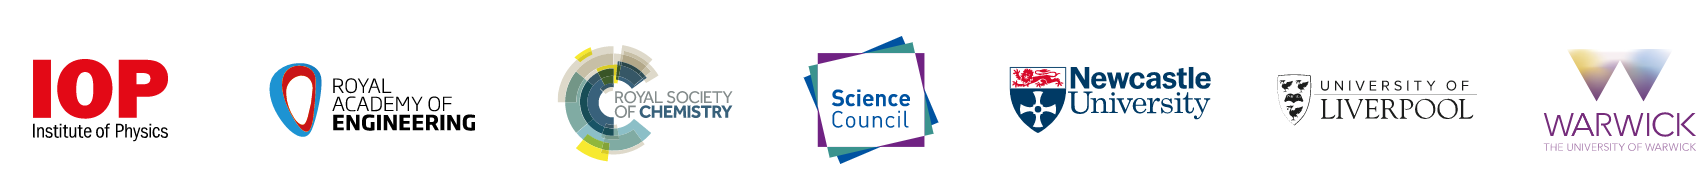 IOP
Institute of Physics
ROYAL
ACADEMY OF
ENGINEERING
ROYAL SOCIETY
OF CHEMISTRY
Science
Council
Newcastle
University
UNIVERSITY OF
LIVERPOOL
WARWICK
THE UNIVERSITY OF WARWICK